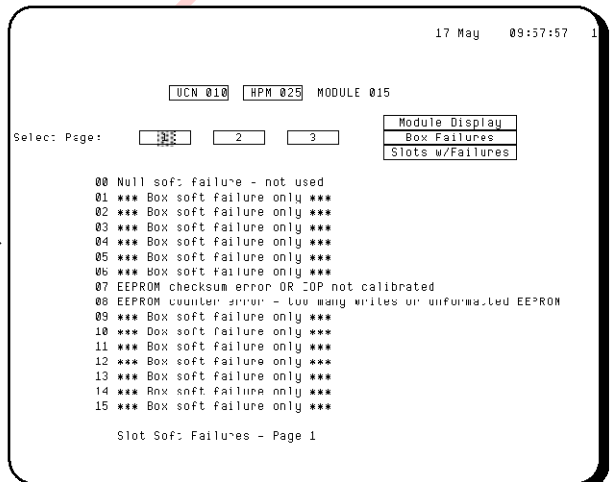 17 May 09:57:57 1
UCN 010 HPM 025 MODULE 015
Module Display
Select Page: 1 2 3 Box Failures
Slots w/Failures
00 Null soft failure - not used
01 *** Box soft failure only ***
02 *** Box soft failure only ***
03 *** Box soft failure only ***
04 *** Box soft failure only ***
05 *** Box soft failure only ***
06 *** Box soft failure only ***
07 EEPROM checksum error OR IOP not calibrated
08 EEPROM counter error - too many writes or unformatted EEPROM
09 *** Box soft failure only ***
10 *** Box soft failure only ***
11 *** Box soft failure only ***
12 *** Box soft failure only ***
13 *** Box soft failure only ***
14 *** Box soft failure only ***
15 *** Box soft failure only ***
Slot Soft Failures - Page 1